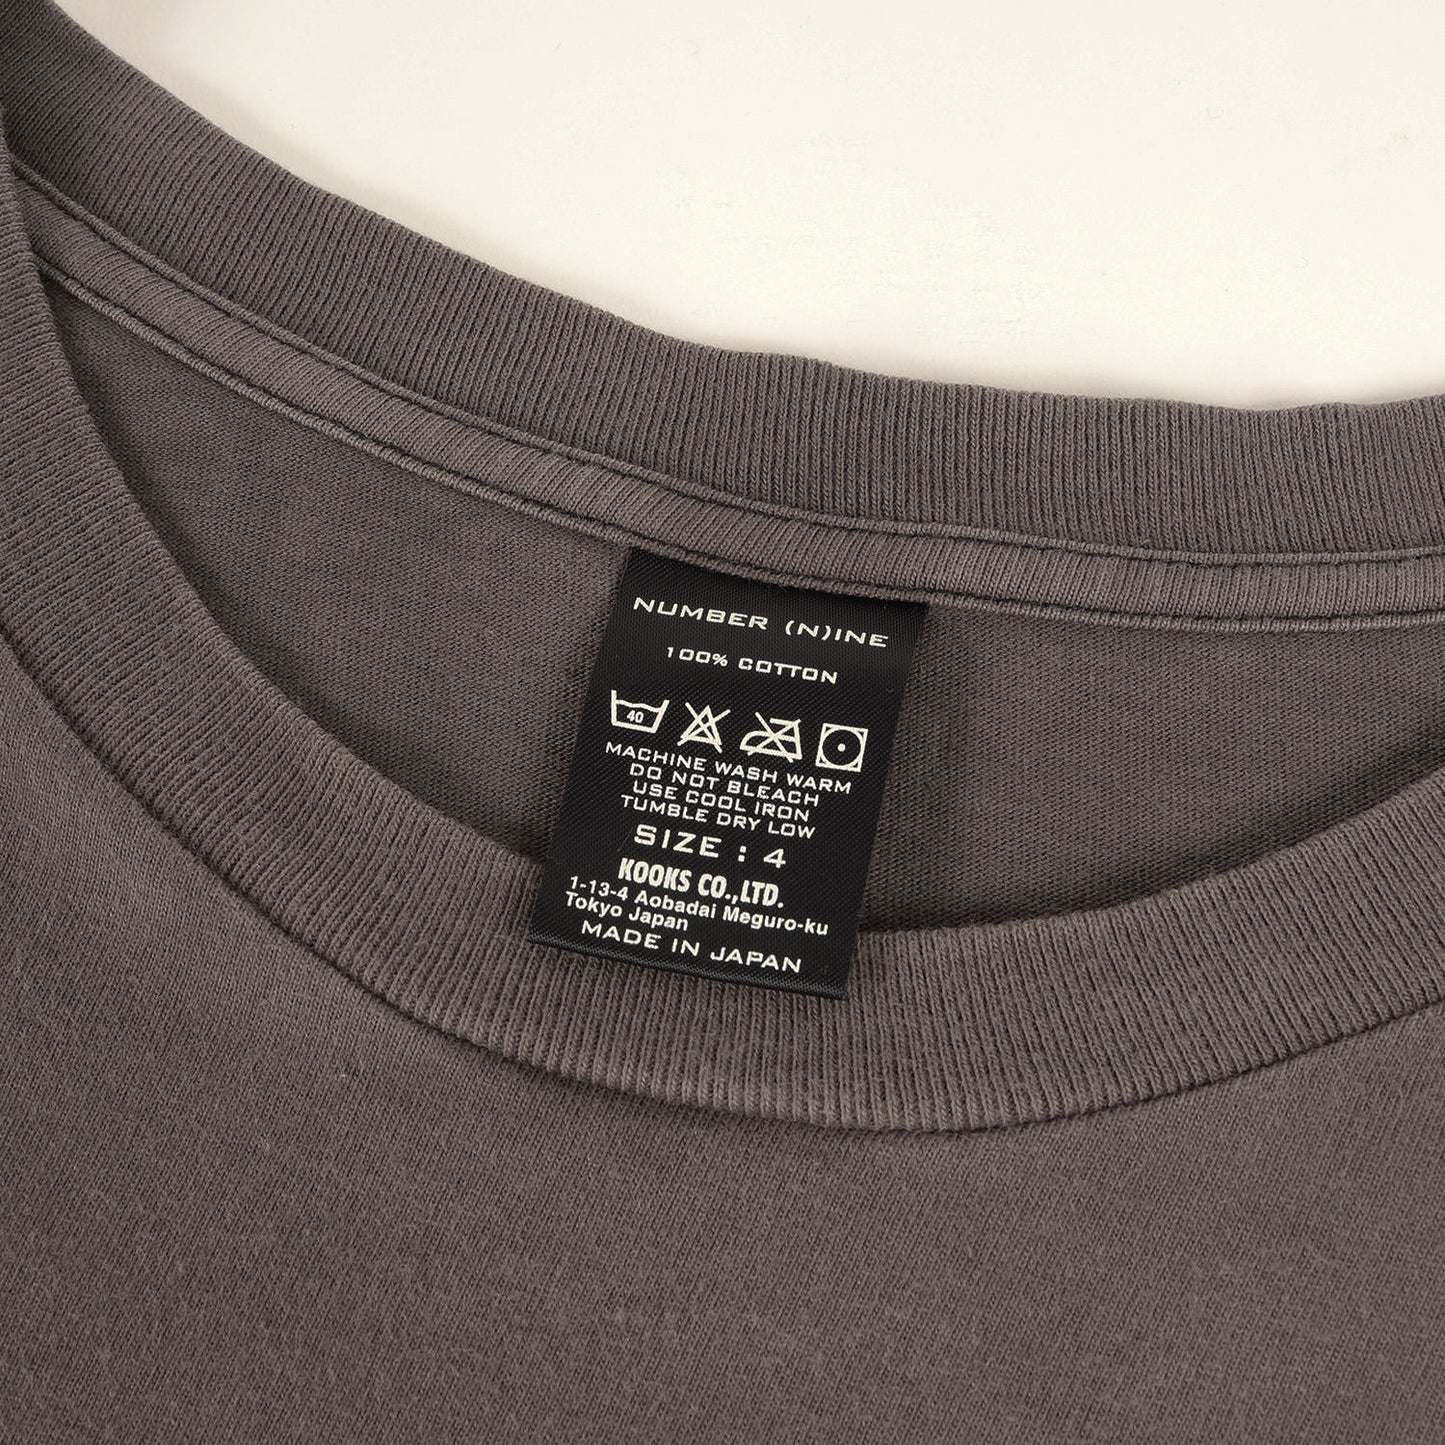 NUMBER (N)INE
100% COTTON
40
MACHINE WASH WARM
DO NOT BLEACH
USE COOL IRON
TUMBLE DRY LOW
SIZE : 4
KOOKS CO.,LTD.
1-13-4 Aobadai Meguro-ku
Tokyo Japan
MADE IN JAPAN